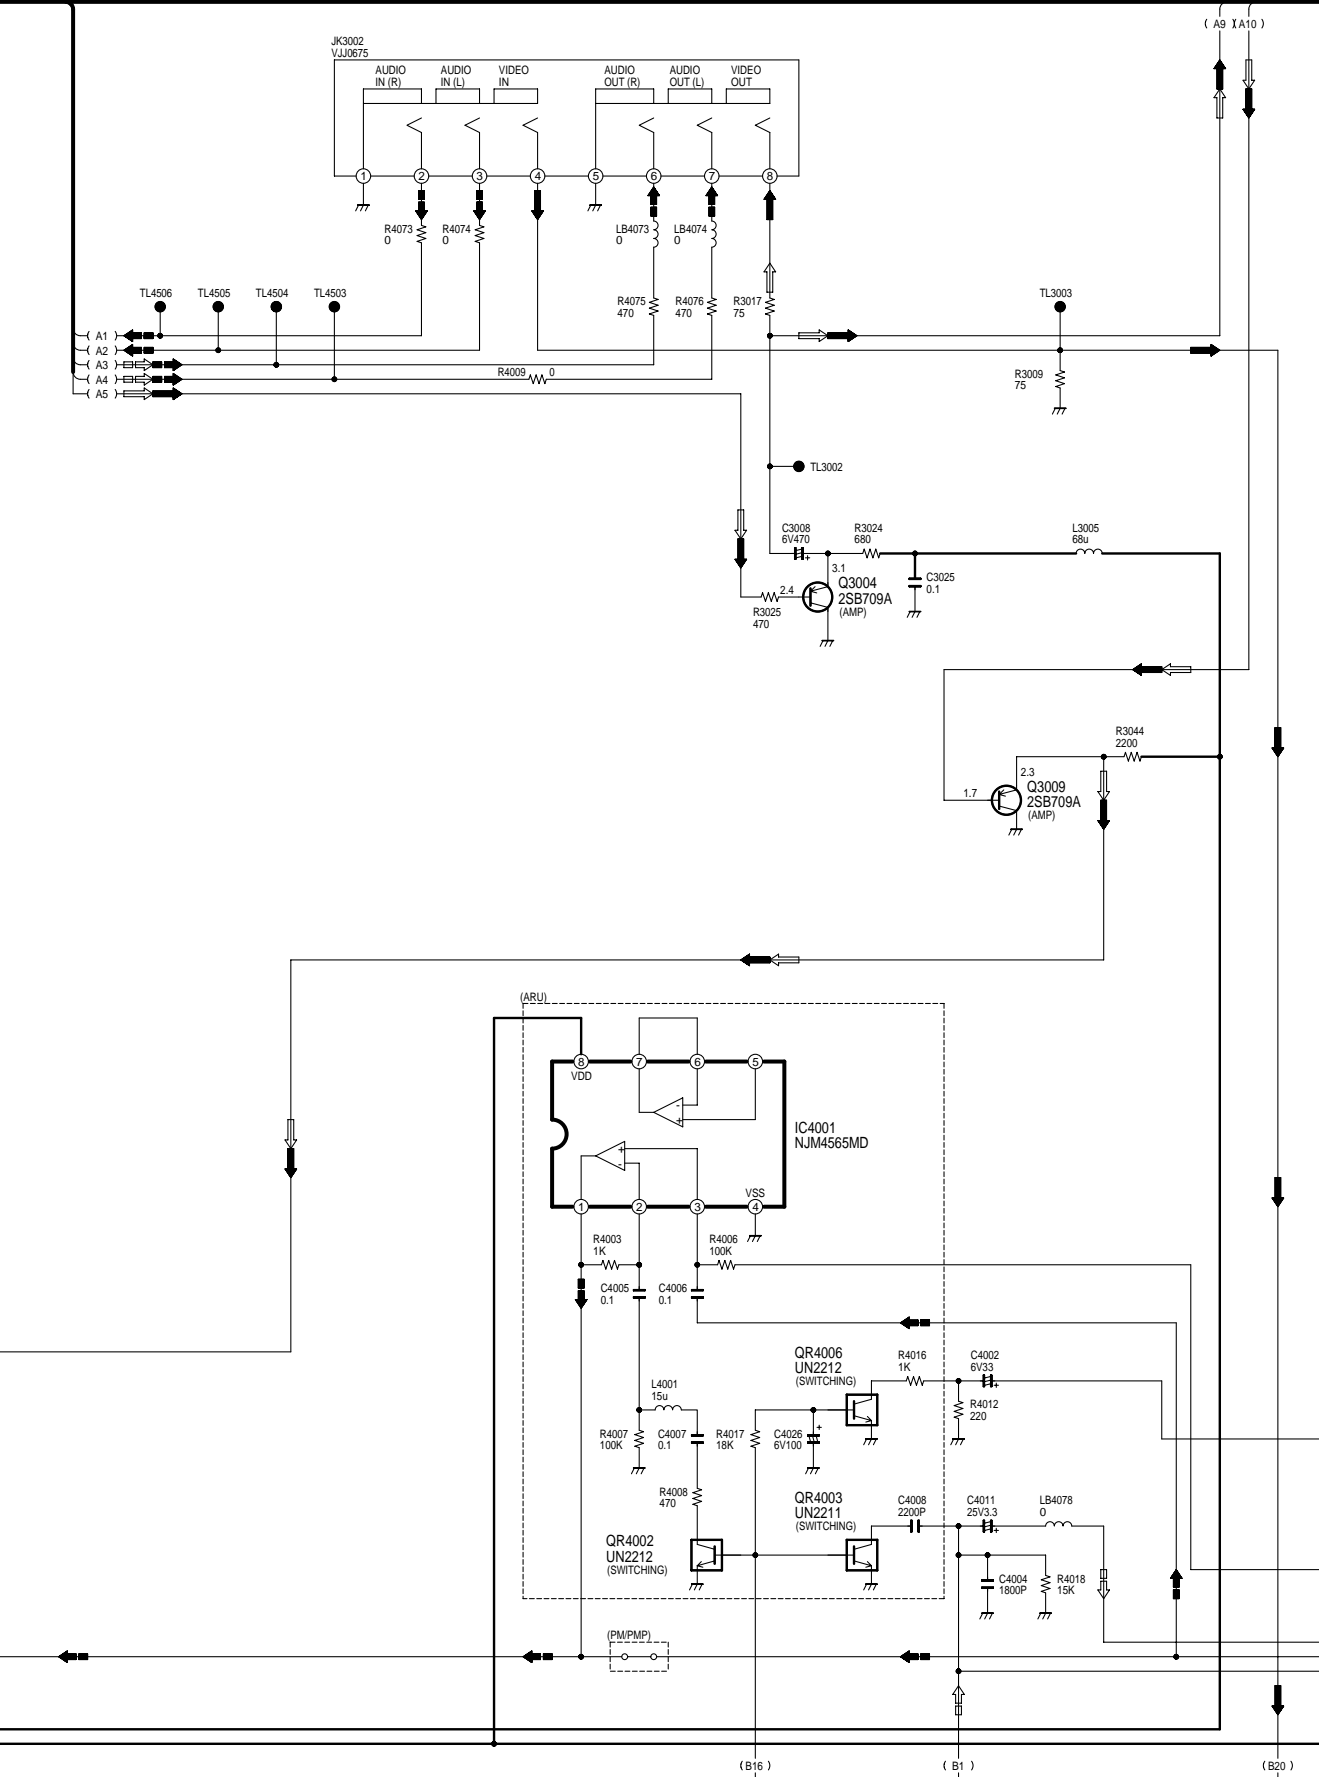 ( A9 )( A10 )
JK3002
VJJ0675
AUDIO
IN (R)
AUDIO
IN (L)
VIDEO
IN
AUDIO
OUT (R)
AUDIO
OUT (L)
VIDEO
OUT
1 2 3 4 5 6 7 8
R4073
0
R4074
0
LB4073
0
LB4074
0
TL4506
TL4505
TL4504
TL4503
R4075
470
R4076
470
R3017
75
TL3003
( A1 )
( A2 )
( A3 )
( A4 )
( A5 )
R4009 0
R3009
75
TL3002
C3008
6V470
+
R3024
680
L3005
68u
3.1
Q3004
2SB709A
(AMP)
2.4
R3025
470
C3025
0.1
R3044
2200
2.3
Q3009
2SB709A
(AMP)
1.7
(ARU)
8 7 6 5
VDD
-
+
IC4001
NJM4565MD
+
-
VSS
1 2 3 4
R4003
1K
R4006
100K
C4005
0.1
C4006
0.1
QR4006
UN2212
(SWITCHING)
R4016
1K
C4002
6V33
+
L4001
15u
R4012
220
R4007
100K
C4007
0.1
R4017
18K
C4026
6V100
+
R4008
470
QR4003
UN2211
(SWITCHING)
C4008
2200P
C4011
25V3.3
+
LB4078
0
QR4002
UN2212
(SWITCHING)
C4004
1800P
R4018
15K
(PM/PMP)
(B16 )
( B1 )
(B20 )